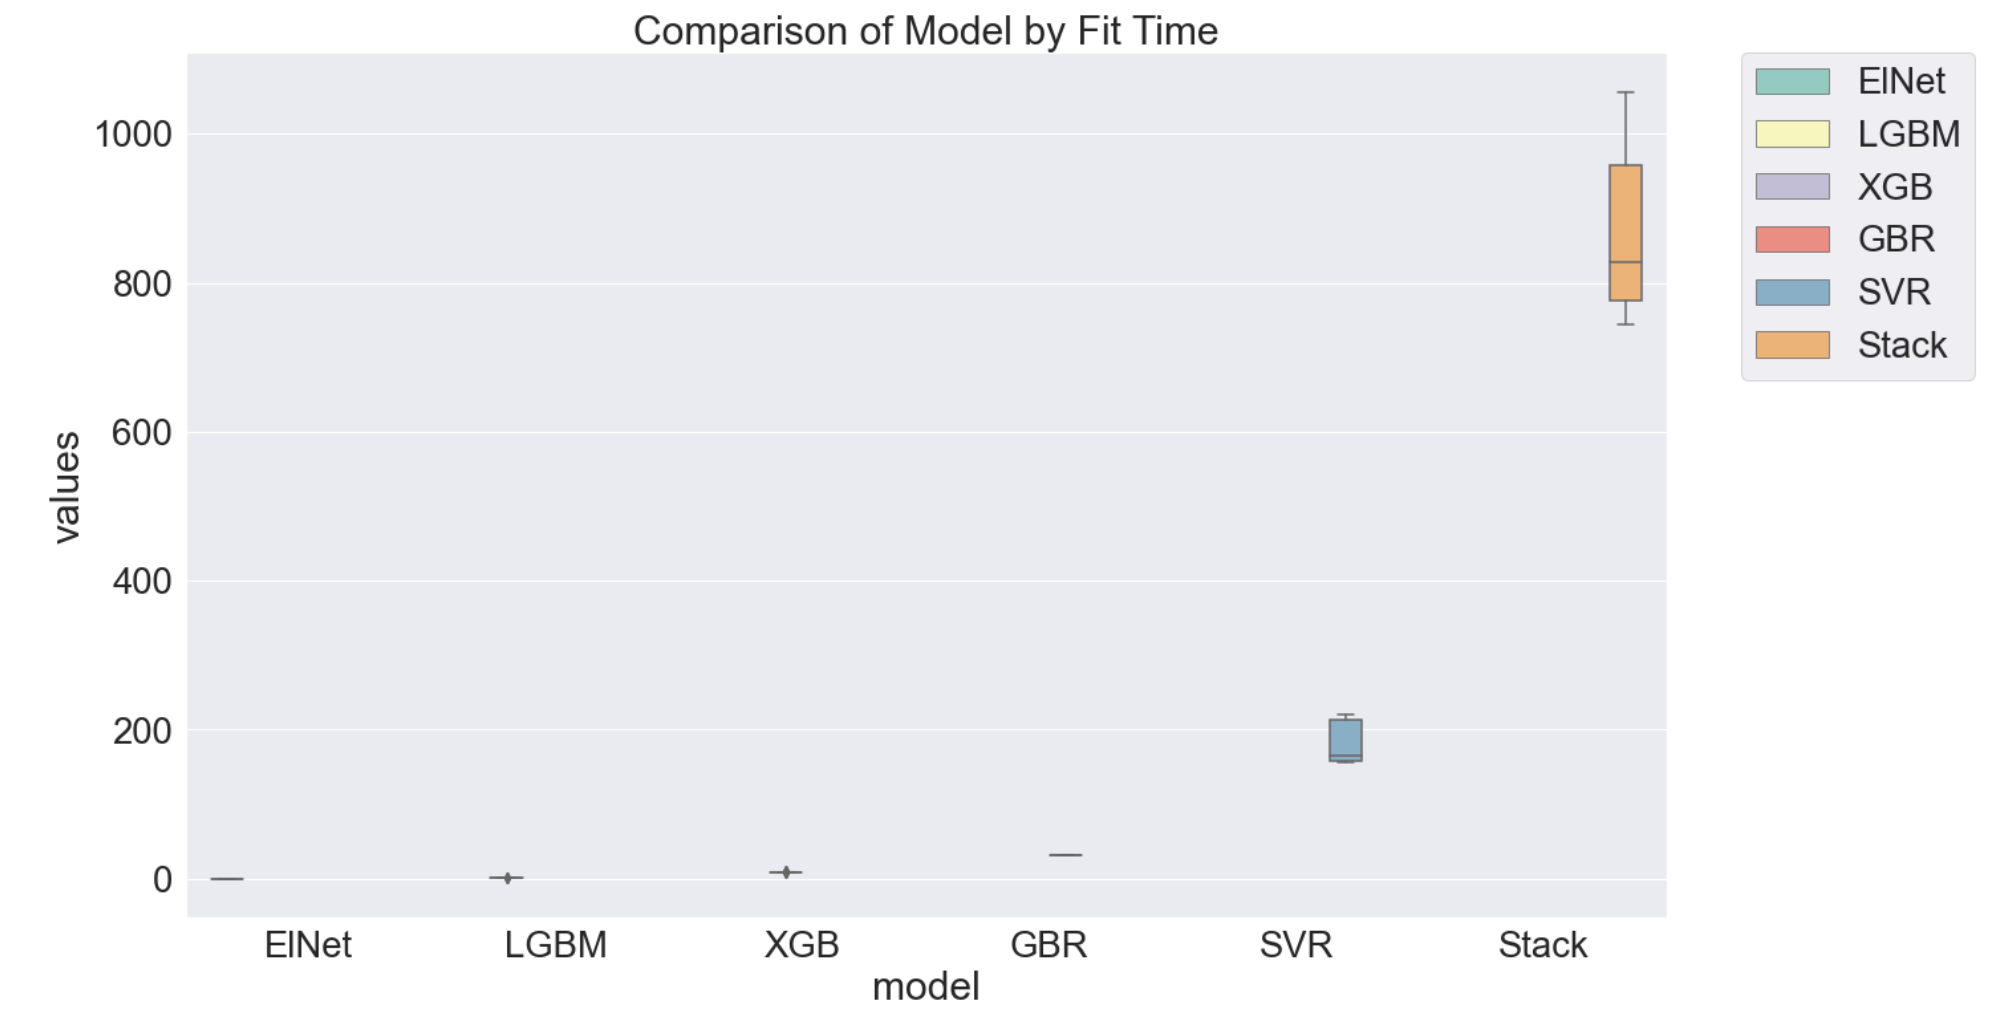 Comparison of Model by Fit Time
1000
800
600
400
200
0
values
ElNet
LGBM
XGB
GBR
SVR
Stack
model
ElNet
LGBM
XGB
GBR
SVR
Stack